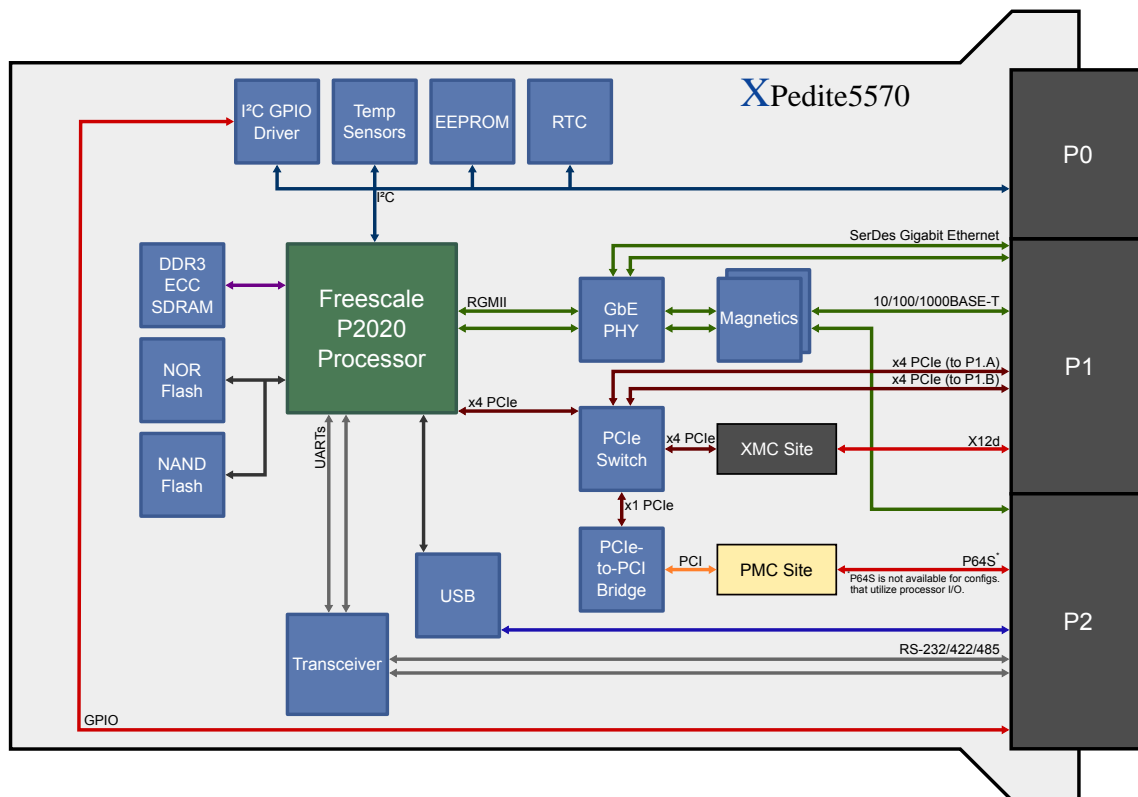 XPedite5570
I²C GPIO
Driver
Temp
Sensors
EEPROM
RTC
P0
I²C
SerDes Gigabit Ethernet
DDR3
ECC
SDRAM
Freescale
P2020
Processor
RGMII
GbE
PHY
Magnetics
10/100/1000BASE-T
P1
NOR
Flash
x4 PCIe (to P1.A)
x4 PCIe (to P1.B)
x4 PCIe
PCIe
Switch
x4 PCIe
XMC Site
X12d
NAND
Flash
UARTs
x1 PCIe
PCIe-
to-PCI
Bridge
PCI
PMC Site
P64S*
*P64S is not available for configs.
that utilize processor I/O.
USB
P2
Transceiver
RS-232/422/485
GPIO